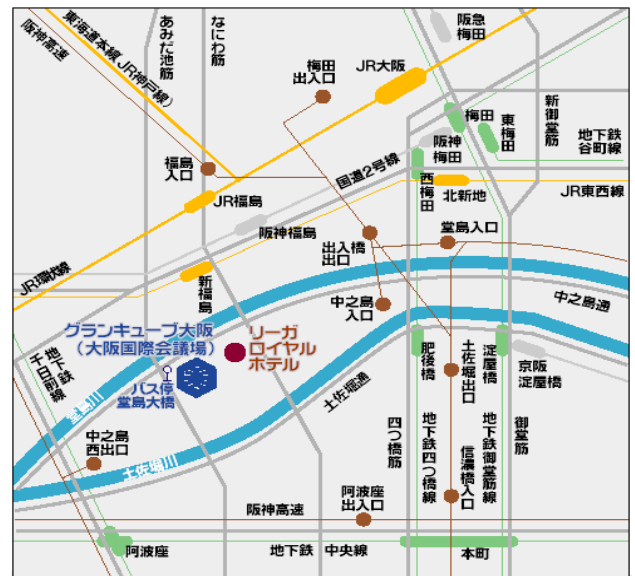 阪神高速
東海道本線(JR神戸線)
あみだ池筋
なにわ筋
阪急
梅田
梅田
出入口
JR大阪
梅田
東梅田
新御堂筋
地下鉄
谷町線
阪神
梅田
福島
入口
国道2号線
西梅田
北新地
JR東西線
JR福島
阪神福島
出入橋
出口
堂島入口
JR環状線
新福島
中之島
入口
中之島通
グランキューブ大阪
(大阪国際会議場)
リーガ
ロイヤル
ホテル
地下鉄
千日前線
バス停
堂島大橋
堂島川
土佐堀通
肥後橋
土佐堀出口
淀屋橋
京阪
淀屋橋
中之島
西出口
土佐堀川
四つ橋筋
地下鉄四つ橋線
信濃橋入口
地下鉄御堂筋線
御堂筋
阿波座
出入口
阪神高速
阿波座
地下鉄 中央線
本町